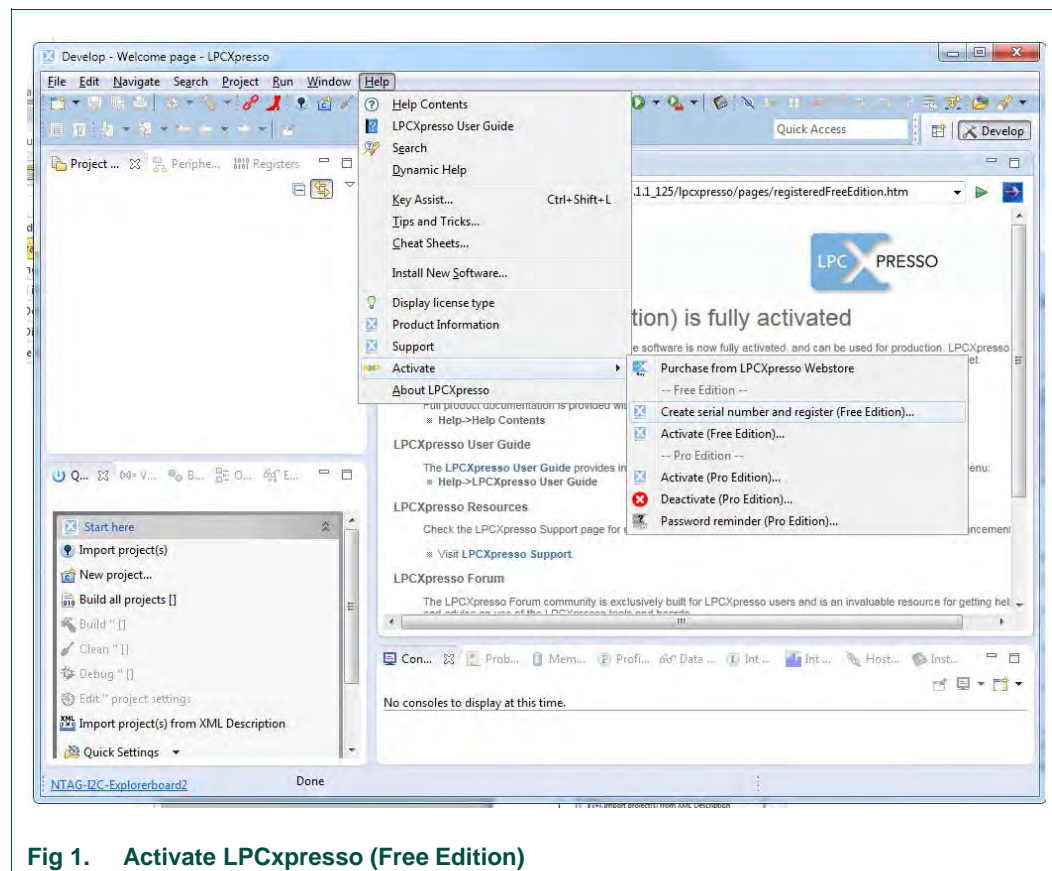 Develop - Welcome page - LPCXpresso
File Edit Navigate Search Project Run Window Help
Quick Access
Develop
Project ... Periphe... Registers
.1.1_125/lpcxpresso/pages/registeredFreeEdition.htm
Help Contents
LPCXpresso User Guide
Search
Dynamic Help
Key Assist... Ctrl+Shift+L
Tips and Tricks...
Cheat Sheets...
Install New Software...
Display license type
Product Information
Support
Activate
About LPCXpresso
LPC XPRESSO
tion) is fully activated
e software is now fully activated, and can be used for production. LPCXpresso
et.
Purchase from LPCXpresso Webstore
-- Free Edition --
Create serial number and register (Free Edition)...
Activate (Free Edition)...
-- Pro Edition --
Activate (Pro Edition)...
Deactivate (Pro Edition)...
Password reminder (Pro Edition)...
Full product documentation is provided wi
Help->Help Contents
LPCXpresso User Guide
The LPCXpresso User Guide provides in
enu:
Help->LPCXpresso User Guide
LPCXpresso Resources
Check the LPCXpresso Support page for
ncement
Visit LPCXpresso Support
LPCXpresso Forum
The LPCXpresso Forum community is exclusively built for LPCXpresso users and is an invaluable resource for getting hel
Q... V... B... O... E...
Start here
Import project(s)
New project...
Build all projects []
Build '' []
Clean '' []
Debug '' []
Edit '' project settings
Import project(s) from XML Description
Quick Settings
Con... Prob... Mem... Profi... Data ... Int ... Int ... Host... Inst...
No consoles to display at this time.
NTAG-I2C-Explorerboard2
Done
Fig 1. Activate LPCxpresso (Free Edition)